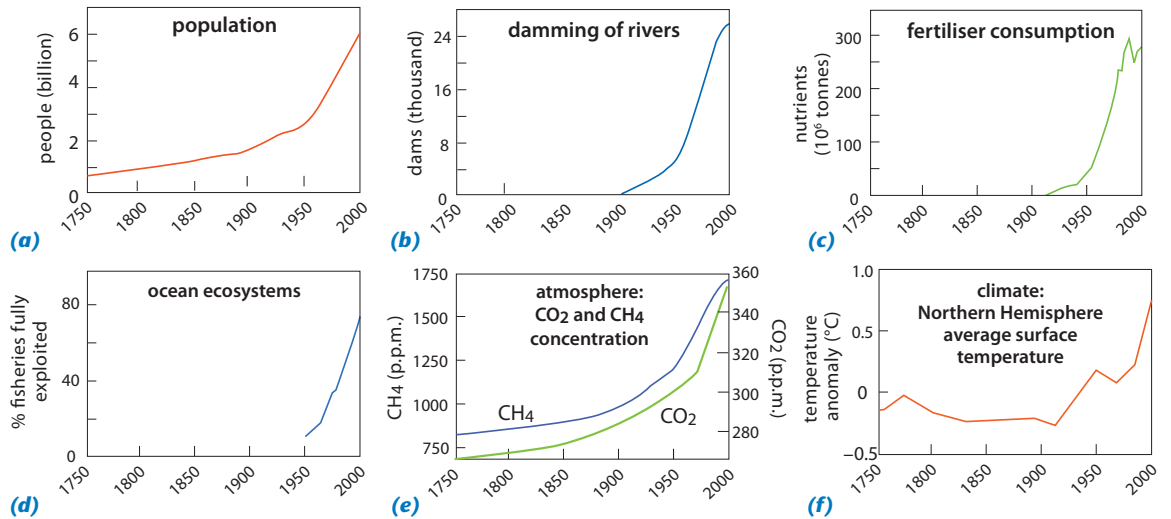 population
people (billion)
6
4
2
0
1750
1800
1850
1900
1950
2000
(a)
damming of rivers
dams (thousand)
24
18
12
6
0
1750
1800
1850
1900
1950
2000
(b)
fertiliser consumption
nutrients
(10⁶ tonnes)
300
200
100
0
1750
1800
1850
1900
1950
2000
(c)
ocean ecosystems
% fisheries fully
exploited
80
40
0
1750
1800
1850
1900
1950
2000
(d)
atmosphere:
CO₂ and CH₄
concentration
CH₄ (p.p.m.)
1750
1500
1250
1000
750
CO₂ (p.p.m.)
360
340
310
300
280
CH₄
CO₂
1750
1800
1850
1900
1950
2000
(e)
climate:
Northern Hemisphere
average surface
temperature
temperature
anomaly (°C)
1.0
0.5
0
−0.5
1750
1800
1850
1900
1950
2000
(f)